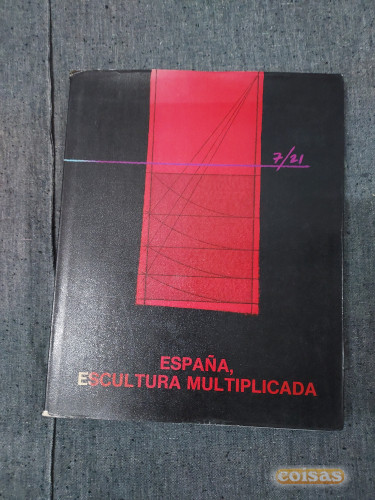 7/21
ESPAÑA,
ESCULTURA MULTIPLICADA
coisas